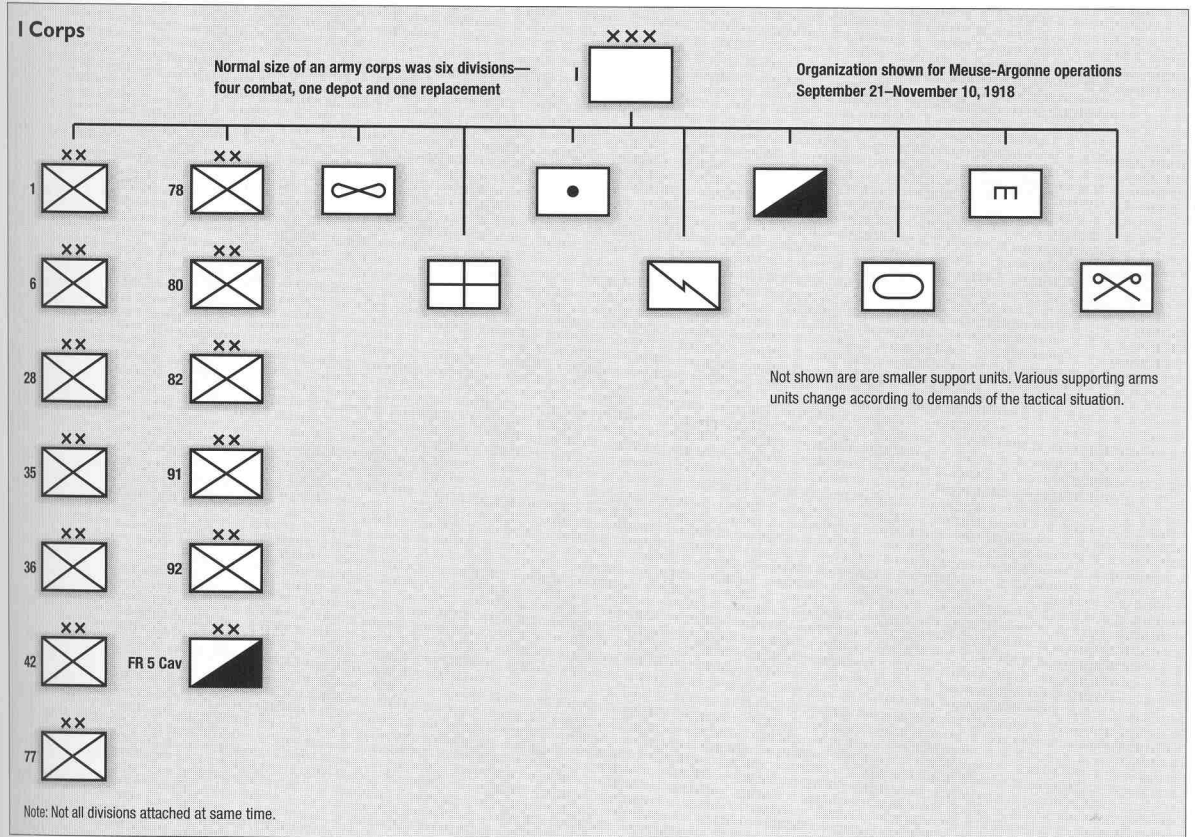 I Corps
Normal size of an army corps was six divisions—
four combat, one depot and one replacement
XXX
I
Organization shown for Meuse-Argonne operations
September 21–November 10, 1918
XX
1
XX
78
XX
6
XX
80
XX
28
XX
82
XX
35
XX
91
XX
36
XX
92
XX
42
XX
FR 5 Cav
XX
77
Not shown are are smaller support units. Various supporting arms
units change according to demands of the tactical situation.
Note: Not all divisions attached at same time.